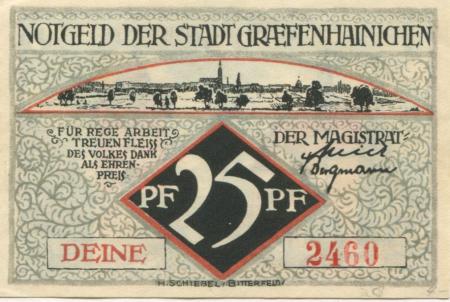 NOTGELD DER STADT GRÆFENHAINICHEN
FÜR REGE ARBEIT
TREUEN FLEISS
DES VOLKES DANK
ALS EHREN-
PREIS
DER MAGISTRAT:
Bergmann
PF 25 PF
DEINE
2460
H. SCHIEBEL, BITTERFELD